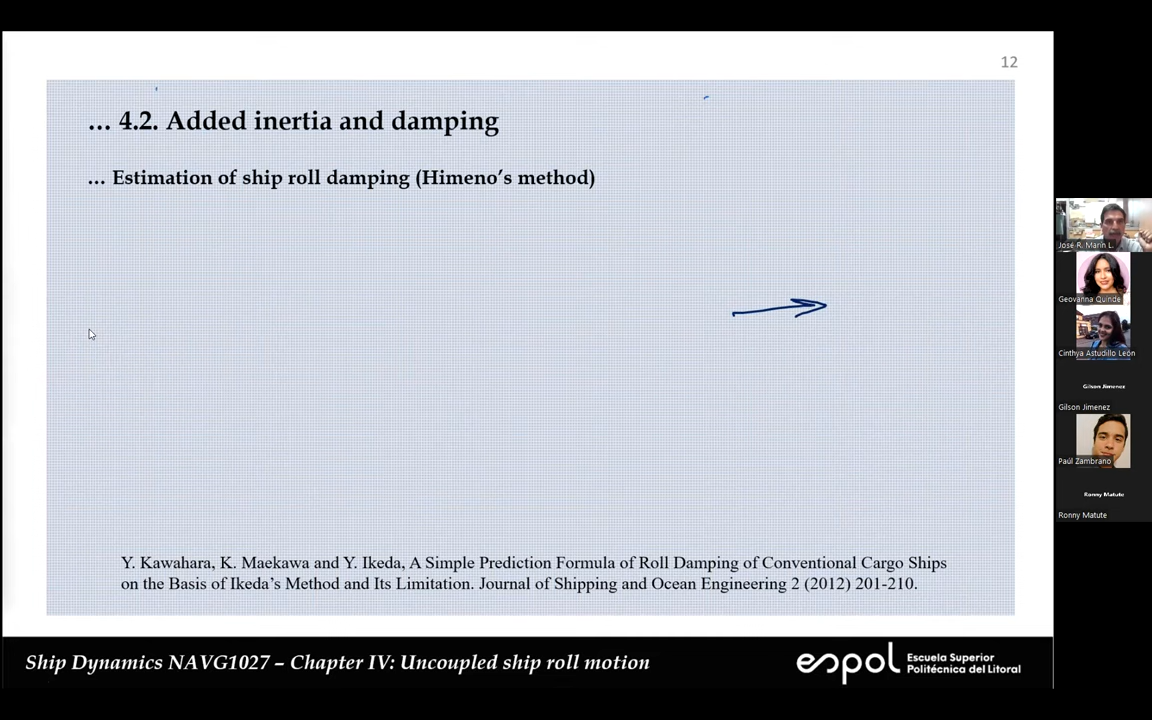 12
… 4.2. Added inertia and damping
… Estimation of ship roll damping (Himeno's method)
Y. Kawahara, K. Maekawa and Y. Ikeda, A Simple Prediction Formula of Roll Damping of Conventional Cargo Ships
on the Basis of Ikeda's Method and Its Limitation. Journal of Shipping and Ocean Engineering 2 (2012) 201-210.
Ship Dynamics NAVG1027 – Chapter IV: Uncoupled ship roll motion
espol
Escuela Superior
Politécnica del Litoral
José R. Marín L.
Geovanna Quinde
Cinthya Astudillo León
Gilson Jimenez
Gilson Jimenez
Paúl Zambrano
Ronny Matute
Ronny Matute